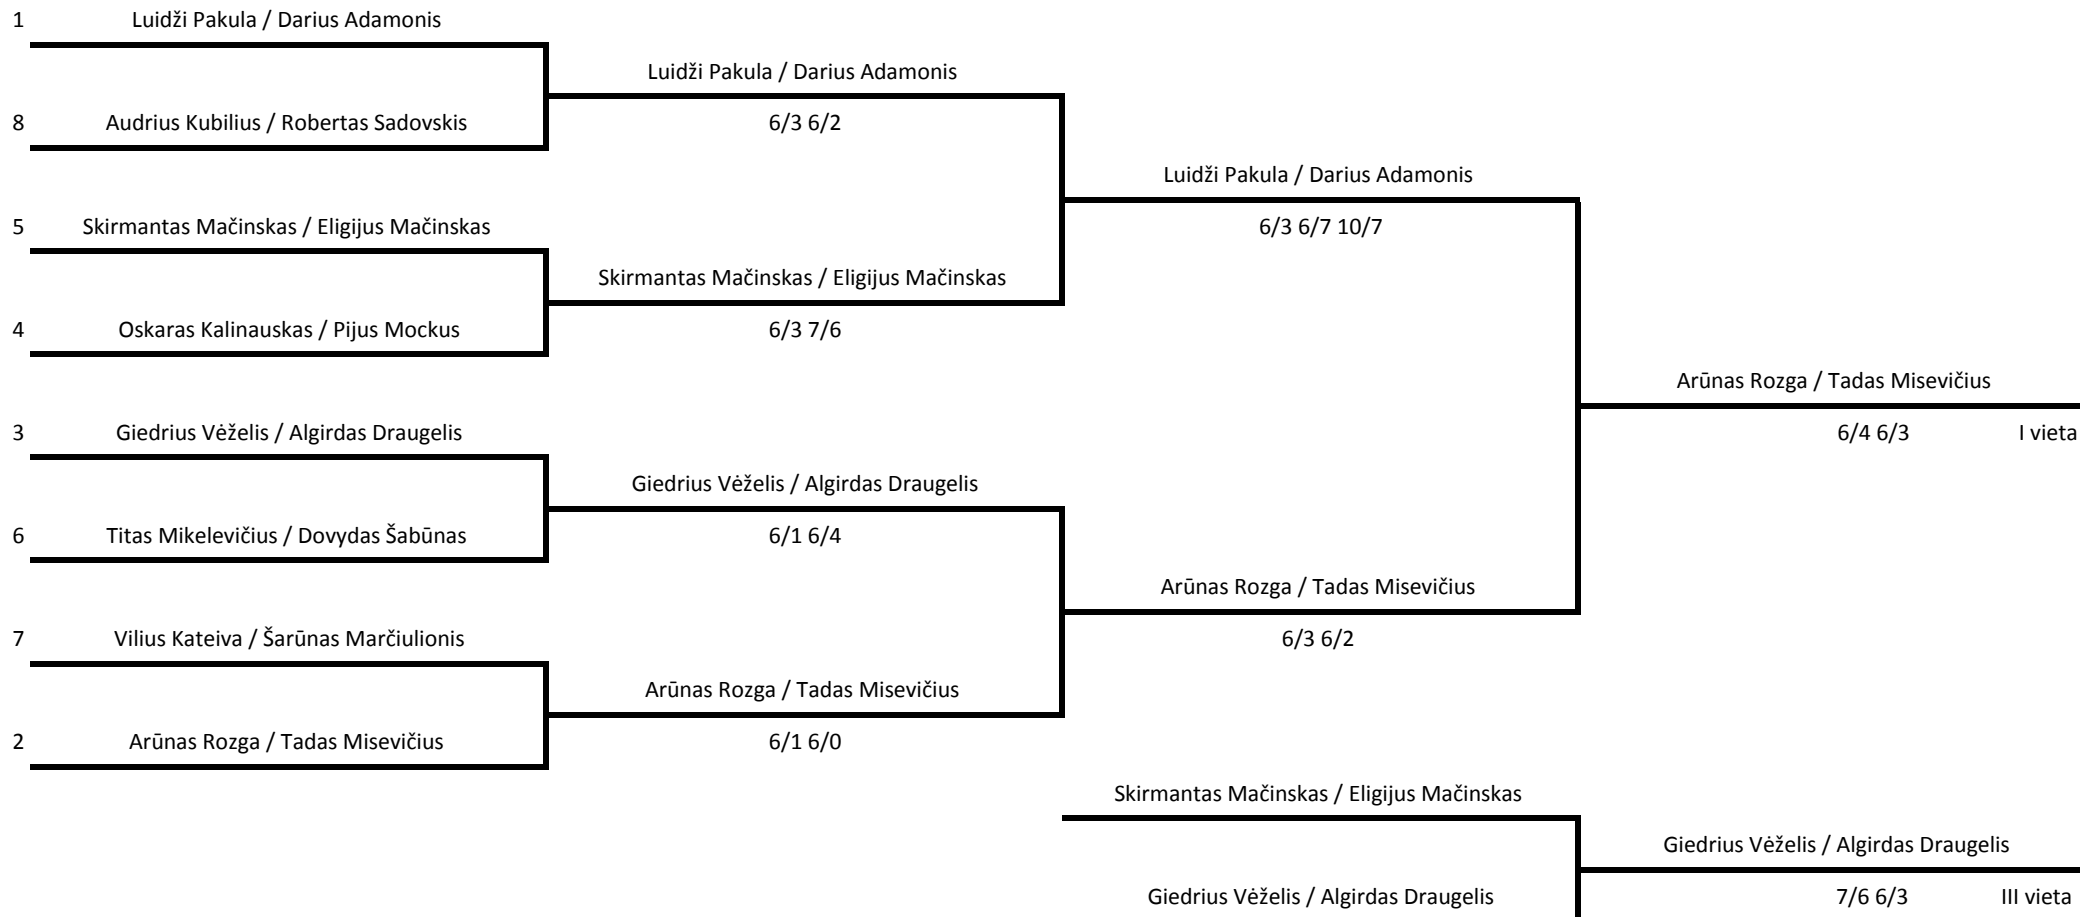 1 Luidži Pakula / Darius Adamonis
Luidži Pakula / Darius Adamonis
8 Audrius Kubilius / Robertas Sadovskis 6/3 6/2
Luidži Pakula / Darius Adamonis
5 Skirmantas Mačinskas / Eligijus Mačinskas 6/3 6/7 10/7
Skirmantas Mačinskas / Eligijus Mačinskas
4 Oskaras Kalinauskas / Pijus Mockus 6/3 7/6
Arūnas Rozga / Tadas Misevičius
3 Giedrius Vėželis / Algirdas Draugelis 6/4 6/3 I vieta
Giedrius Vėželis / Algirdas Draugelis
6 Titas Mikelevičius / Dovydas Šabūnas 6/1 6/4
Arūnas Rozga / Tadas Misevičius
7 Vilius Kateiva / Šarūnas Marčiulionis 6/3 6/2
Arūnas Rozga / Tadas Misevičius
2 Arūnas Rozga / Tadas Misevičius 6/1 6/0
Skirmantas Mačinskas / Eligijus Mačinskas
Giedrius Vėželis / Algirdas Draugelis
Giedrius Vėželis / Algirdas Draugelis 7/6 6/3 III vieta